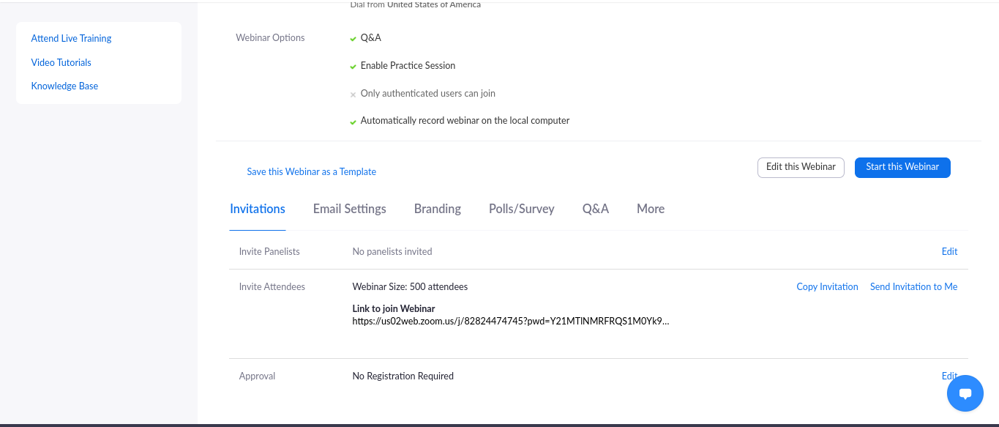 Dial from United States of America
Attend Live Training
Video Tutorials
Knowledge Base
Webinar Options
Q&A
Enable Practice Session
Only authenticated users can join
Automatically record webinar on the local computer
Save this Webinar as a Template
Edit this Webinar
Start this Webinar
Invitations
Email Settings
Branding
Polls/Survey
Q&A
More
Invite Panelists
No panelists invited
Edit
Invite Attendees
Webinar Size: 500 attendees
Copy Invitation
Send Invitation to Me
Link to join Webinar
https://us02web.zoom.us/j/82824474745?pwd=Y21MTlNMRFRQS1M0Yk9...
Approval
No Registration Required
Edit